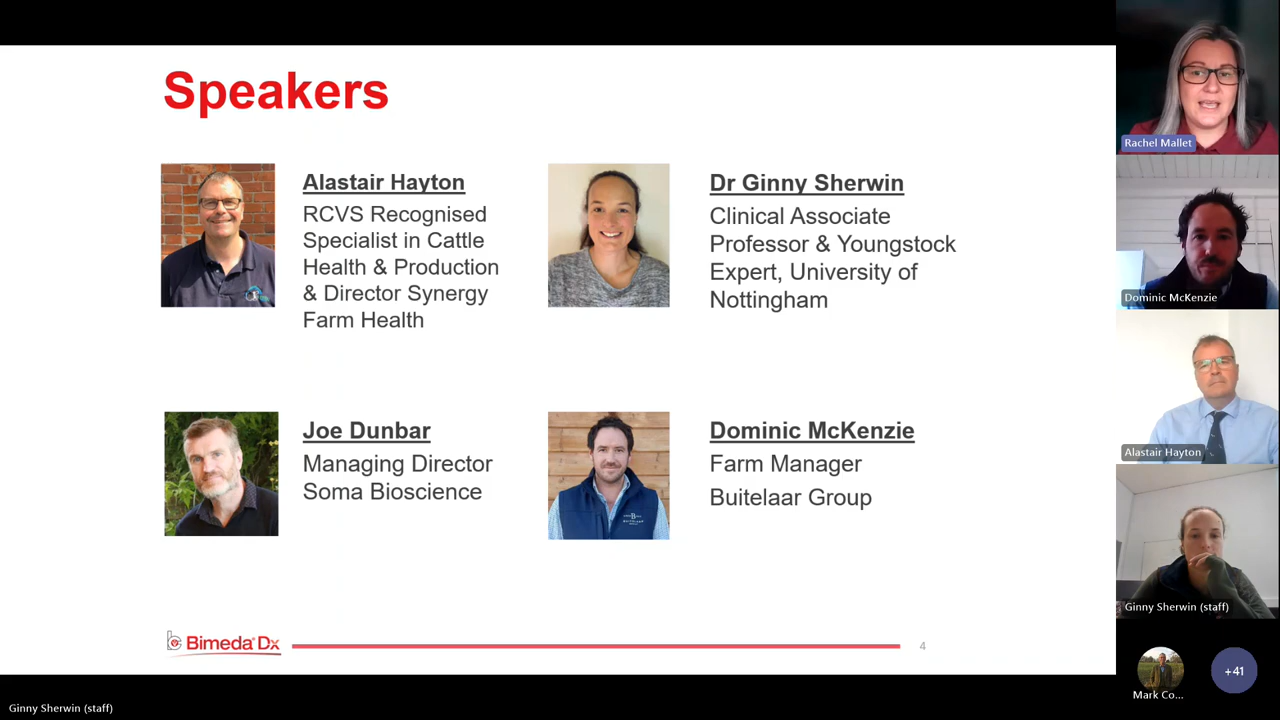 Speakers
Alastair Hayton
RCVS Recognised
Specialist in Cattle
Health & Production
& Director Synergy
Farm Health
Dr Ginny Sherwin
Clinical Associate
Professor & Youngstock
Expert, University of
Nottingham
Joe Dunbar
Managing Director
Soma Bioscience
Dominic McKenzie
Farm Manager
Buitelaar Group
Bimeda® Dx
4
Rachel Mallet
Dominic McKenzie
Alastair Hayton
Ginny Sherwin (staff)
Mark Co...
+41
Ginny Sherwin (staff)